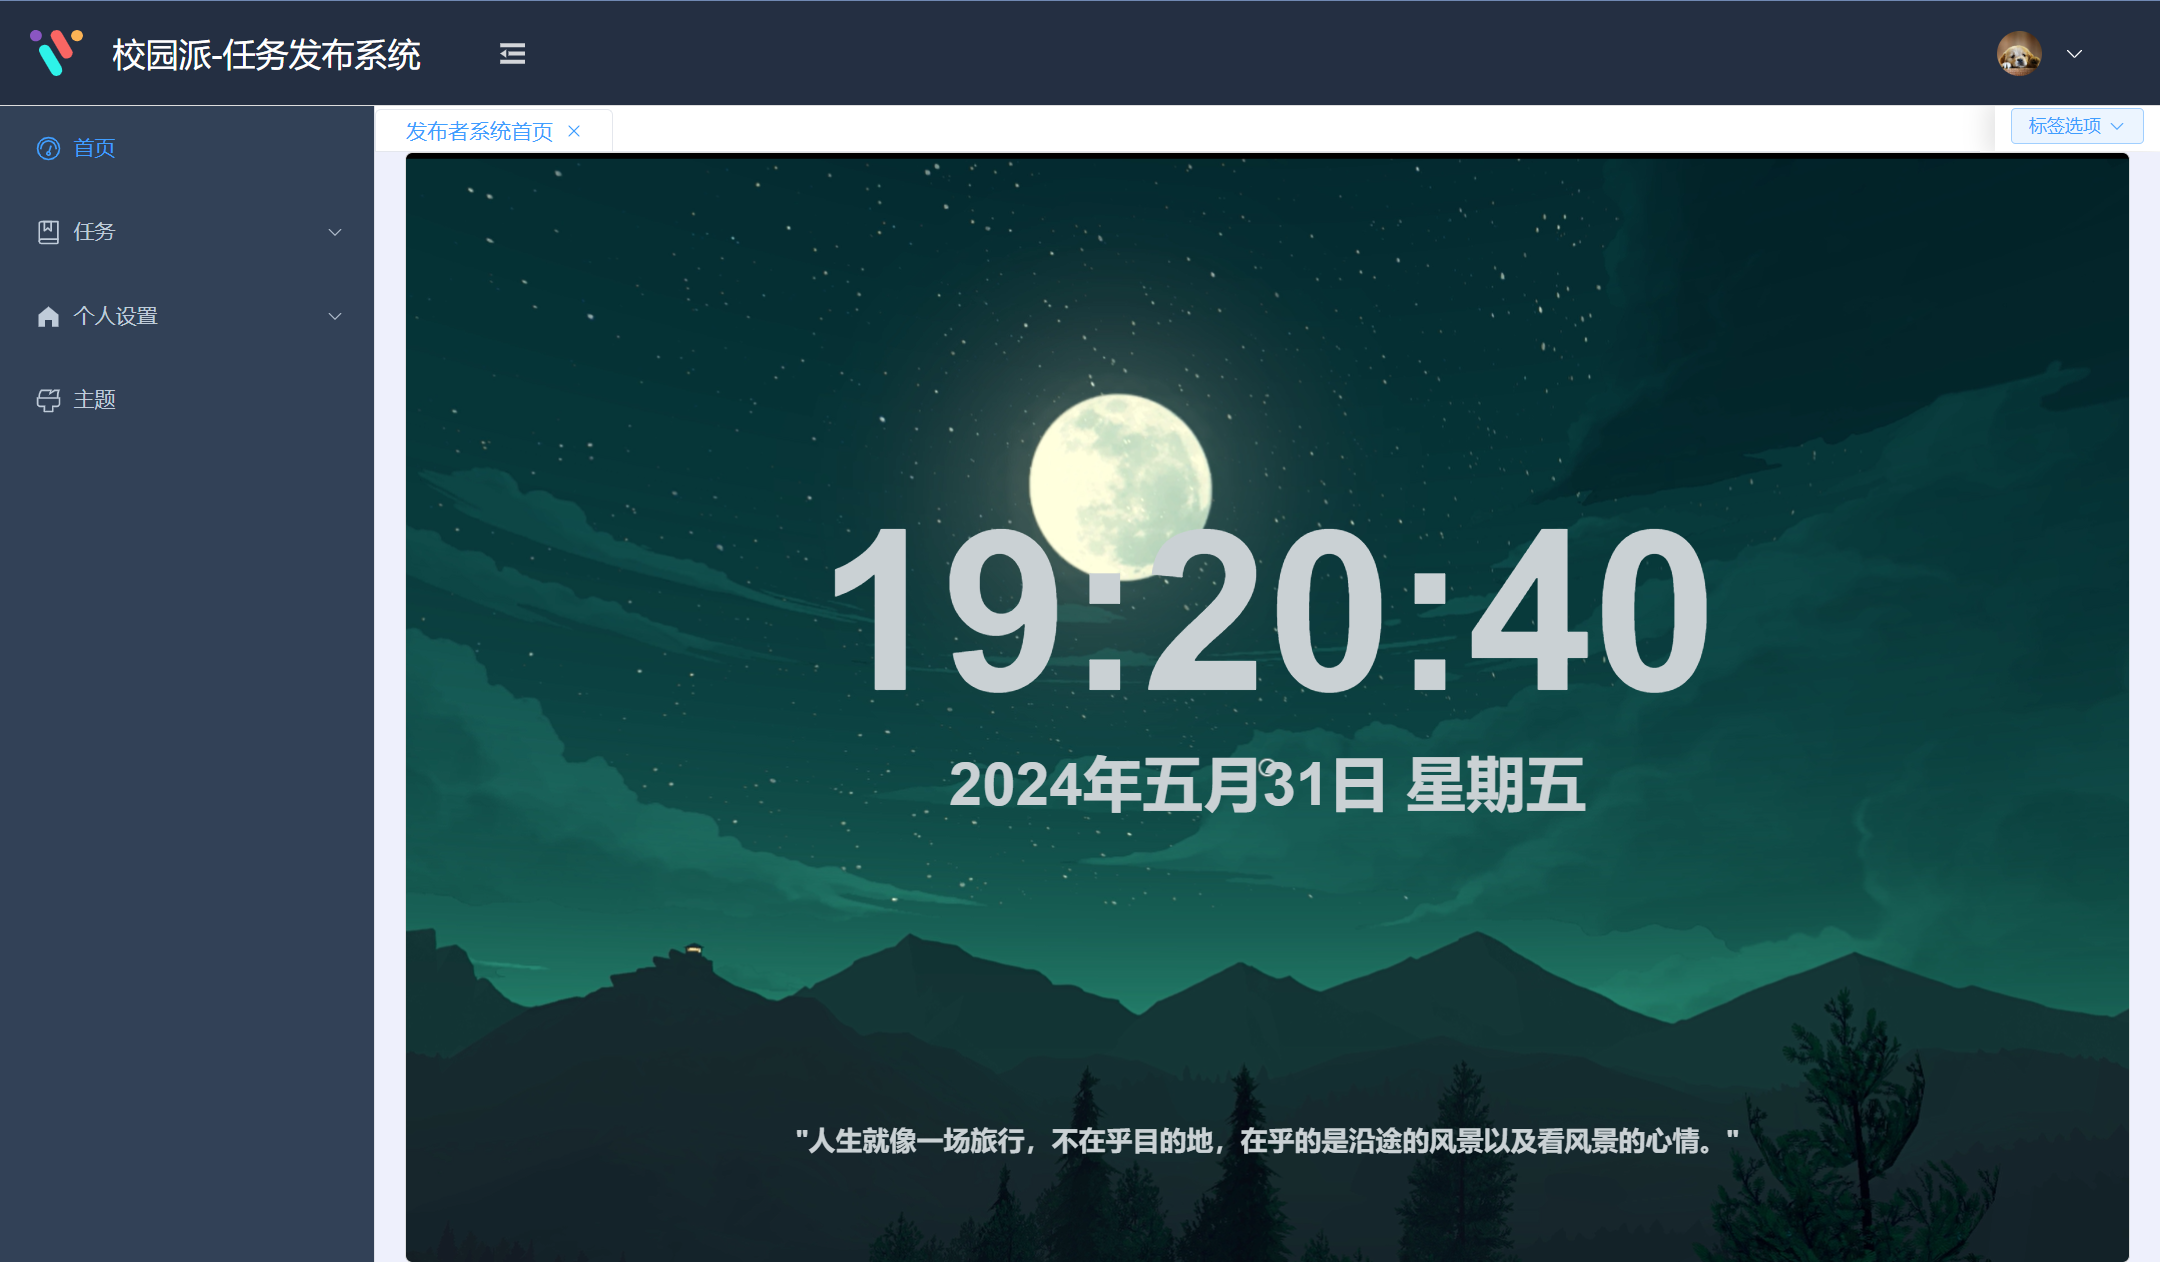 校园派-任务发布系统
首页
任务
个人设置
主题
发布者系统首页
标签选项
19:20:40
2024年五月31日 星期五
"人生就像一场旅行，不在乎目的地，在乎的是沿途的风景以及看风景的心情。"